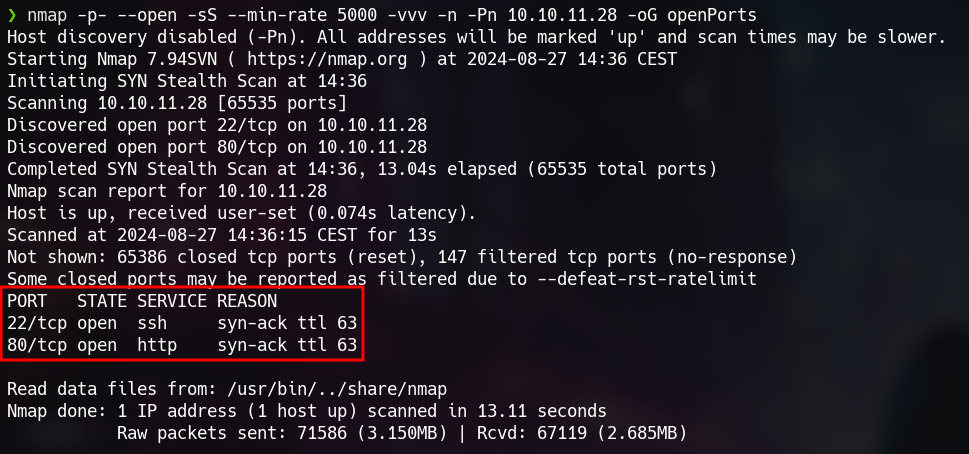 ❯ nmap -p- --open -sS --min-rate 5000 -vvv -n -Pn 10.10.11.28 -oG openPorts
Host discovery disabled (-Pn). All addresses will be marked 'up' and scan times may be slower.
Starting Nmap 7.94SVN ( https://nmap.org ) at 2024-08-27 14:36 CEST
Initiating SYN Stealth Scan at 14:36
Scanning 10.10.11.28 [65535 ports]
Discovered open port 22/tcp on 10.10.11.28
Discovered open port 80/tcp on 10.10.11.28
Completed SYN Stealth Scan at 14:36, 13.04s elapsed (65535 total ports)
Nmap scan report for 10.10.11.28
Host is up, received user-set (0.074s latency).
Scanned at 2024-08-27 14:36:15 CEST for 13s
Not shown: 65386 closed tcp ports (reset), 147 filtered tcp ports (no-response)
Some closed ports may be reported as filtered due to --defeat-rst-ratelimit
PORT   STATE SERVICE REASON
22/tcp open  ssh     syn-ack ttl 63
80/tcp open  http    syn-ack ttl 63
Read data files from: /usr/bin/../share/nmap
Nmap done: 1 IP address (1 host up) scanned in 13.11 seconds
           Raw packets sent: 71586 (3.150MB) | Rcvd: 67119 (2.685MB)